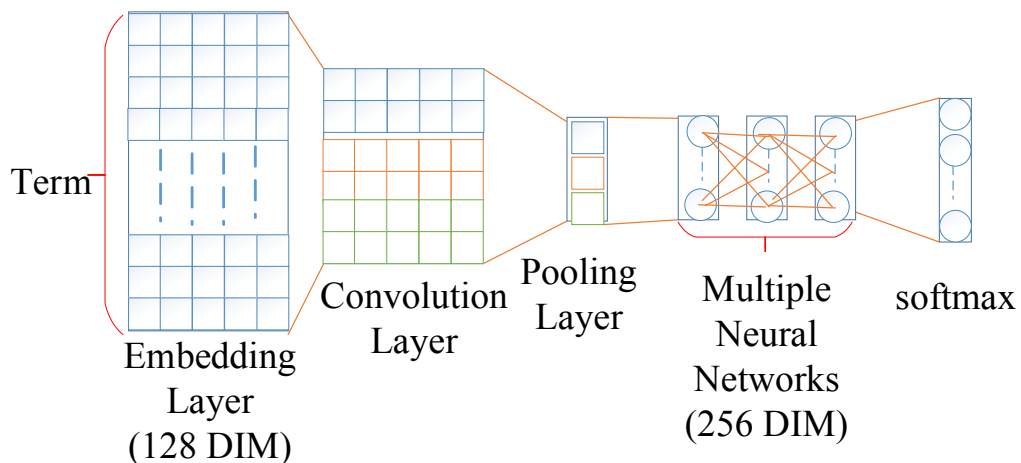 Term
Embedding
Layer
(128 DIM)
Convolution
Layer
Pooling
Layer
Multiple
Neural
Networks
(256 DIM)
softmax